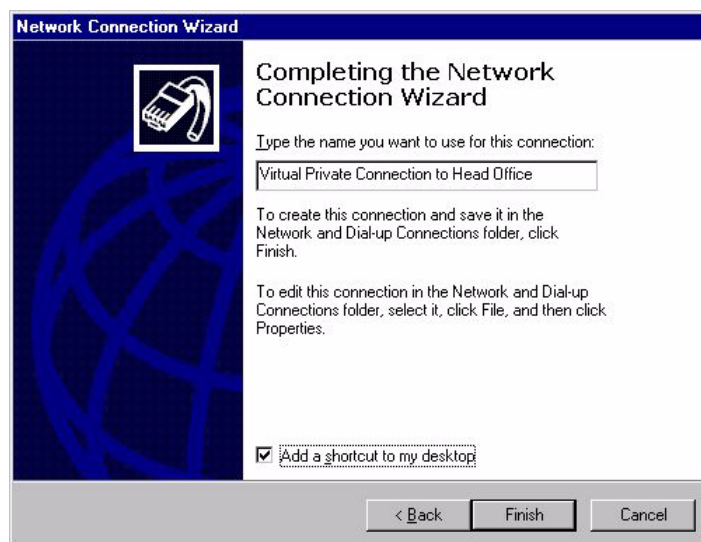 Network Connection Wizard
Completing the Network
Connection Wizard
Type the name you want to use for this connection:
Virtual Private Connection to Head Office
To create this connection and save it in the
Network and Dial-up Connections folder, click
Finish.
To edit this connection in the Network and Dial-up
Connections folder, select it, click File, and then click
Properties.
Add a shortcut to my desktop
< Back
Finish
Cancel